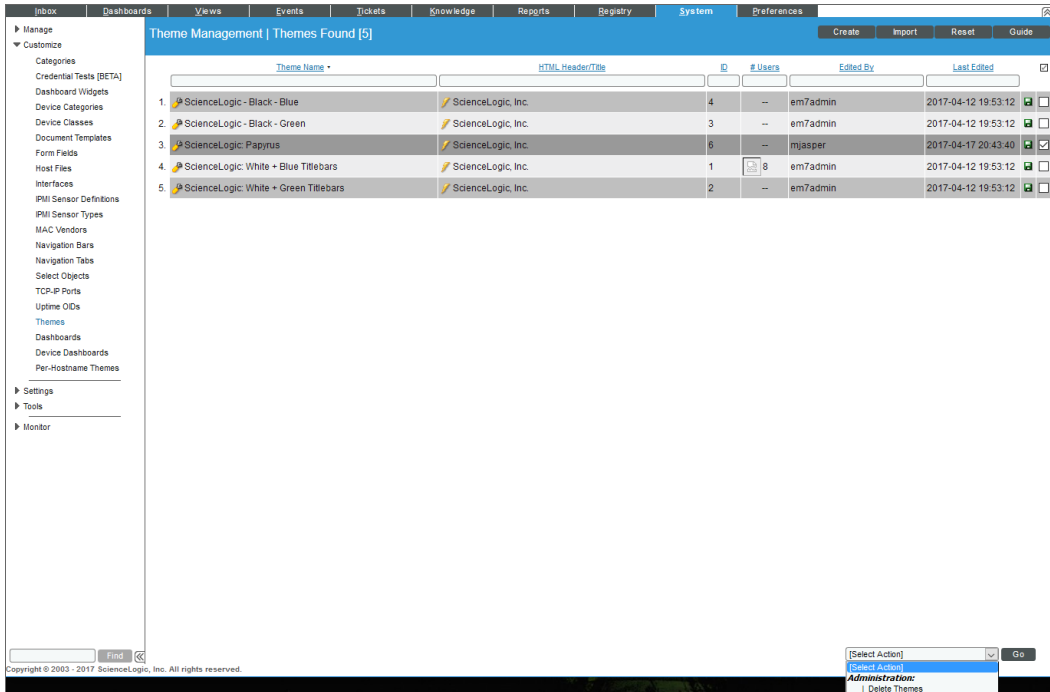 Inbox Dashboards Views Events Tickets Knowledge Reports Registry System Preferences
Manage
Customize
Categories
Credential Tests [BETA]
Dashboard Widgets
Device Categories
Device Classes
Document Templates
Form Fields
Host Files
Interfaces
IPMI Sensor Definitions
IPMI Sensor Types
MAC Vendors
Navigation Bars
Navigation Tabs
Select Objects
TCP-IP Ports
Uptime OIDs
Themes
Dashboards
Device Dashboards
Per-Hostname Themes
Settings
Tools
Monitor
Find
Theme Management | Themes Found [5]
Create Import Reset Guide
Theme Name HTML Header/Title ID # Users Edited By Last Edited
1. ScienceLogic - Black - Blue ScienceLogic, Inc. 4 -- em7admin 2017-04-12 19:53:12
2. ScienceLogic - Black - Green ScienceLogic, Inc. 3 -- em7admin 2017-04-12 19:53:12
3. ScienceLogic: Papyrus ScienceLogic, Inc. 6 -- mjasper 2017-04-17 20:43:40
4. ScienceLogic: White + Blue Titlebars ScienceLogic, Inc. 1 8 em7admin 2017-04-12 19:53:12
5. ScienceLogic: White + Green Titlebars ScienceLogic, Inc. 2 -- em7admin 2017-04-12 19:53:12
[Select Action] Go
[Select Action]
Administration:
| Delete Themes
Copyright © 2003 - 2017 ScienceLogic, Inc. All rights reserved.